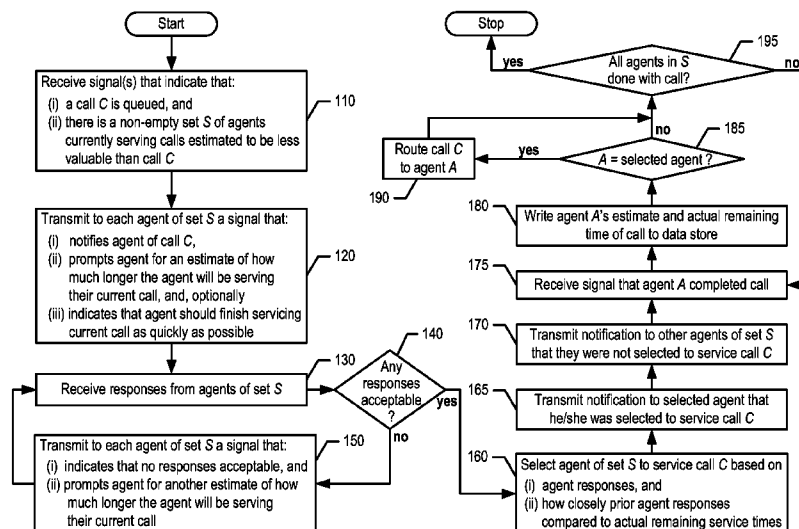 Start
Receive signal(s) that indicate that:
(i) a call C is queued, and
(ii) there is a non-empty set S of agents
currently serving calls estimated to be less
valuable than call C
110
Transmit to each agent of set S a signal that:
(i) notifies agent of call C,
(ii) prompts agent for an estimate of how
much longer the agent will be serving
their current call, and, optionally
(iii) indicates that agent should finish servicing
current call as quickly as possible
120
130
Receive responses from agents of set S
140
Any
responses
acceptable
?
yes
no
150
Transmit to each agent of set S a signal that:
(i) indicates that no responses acceptable, and
(ii) prompts agent for another estimate of how
much longer the agent will be serving
their current call
160
Select agent of set S to service call C based on
(i) agent responses, and
(ii) how closely prior agent responses
compared to actual remaining service times
165
Transmit notification to selected agent that
he/she was selected to service call C
170
Transmit notification to other agents of set S
that they were not selected to service call C
175
Receive signal that agent A completed call
180
Write agent A's estimate and actual remaining
time of call to data store
185
A = selected agent ?
yes
no
Route call C
to agent A
190
195
All agents in S
done with call?
yes
no
Stop